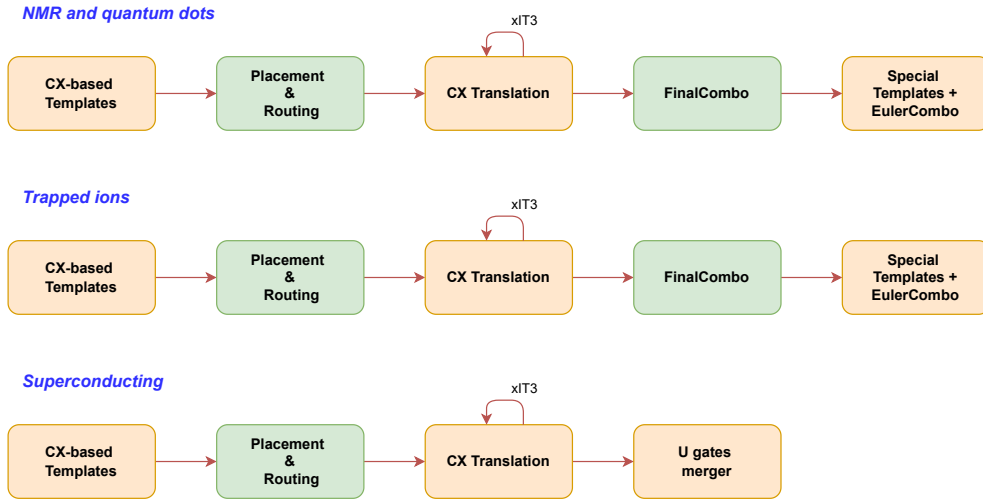 NMR and quantum dots
xIT3
CX-based
Templates
Placement
&
Routing
CX Translation
FinalCombo
Special
Templates +
EulerCombo
Trapped ions
xIT3
CX-based
Templates
Placement
&
Routing
CX Translation
FinalCombo
Special
Templates +
EulerCombo
Superconducting
xIT3
CX-based
Templates
Placement
&
Routing
CX Translation
U gates
merger